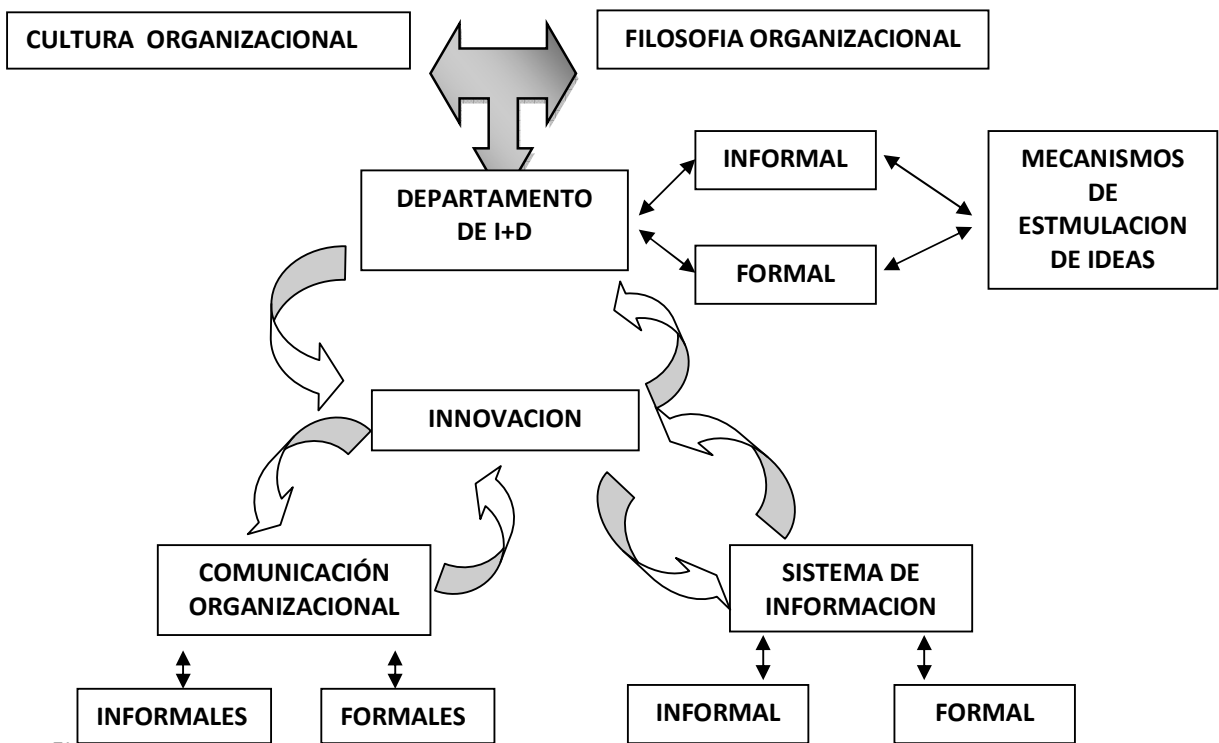 CULTURA ORGANIZACIONAL
FILOSOFIA ORGANIZACIONAL
DEPARTAMENTO
DE I+D
INFORMAL
FORMAL
MECANISMOS
DE
ESTMULACION
DE IDEAS
INNOVACION
COMUNICACIÓN
ORGANIZACIONAL
SISTEMA DE
INFORMACION
INFORMALES
FORMALES
INFORMAL
FORMAL